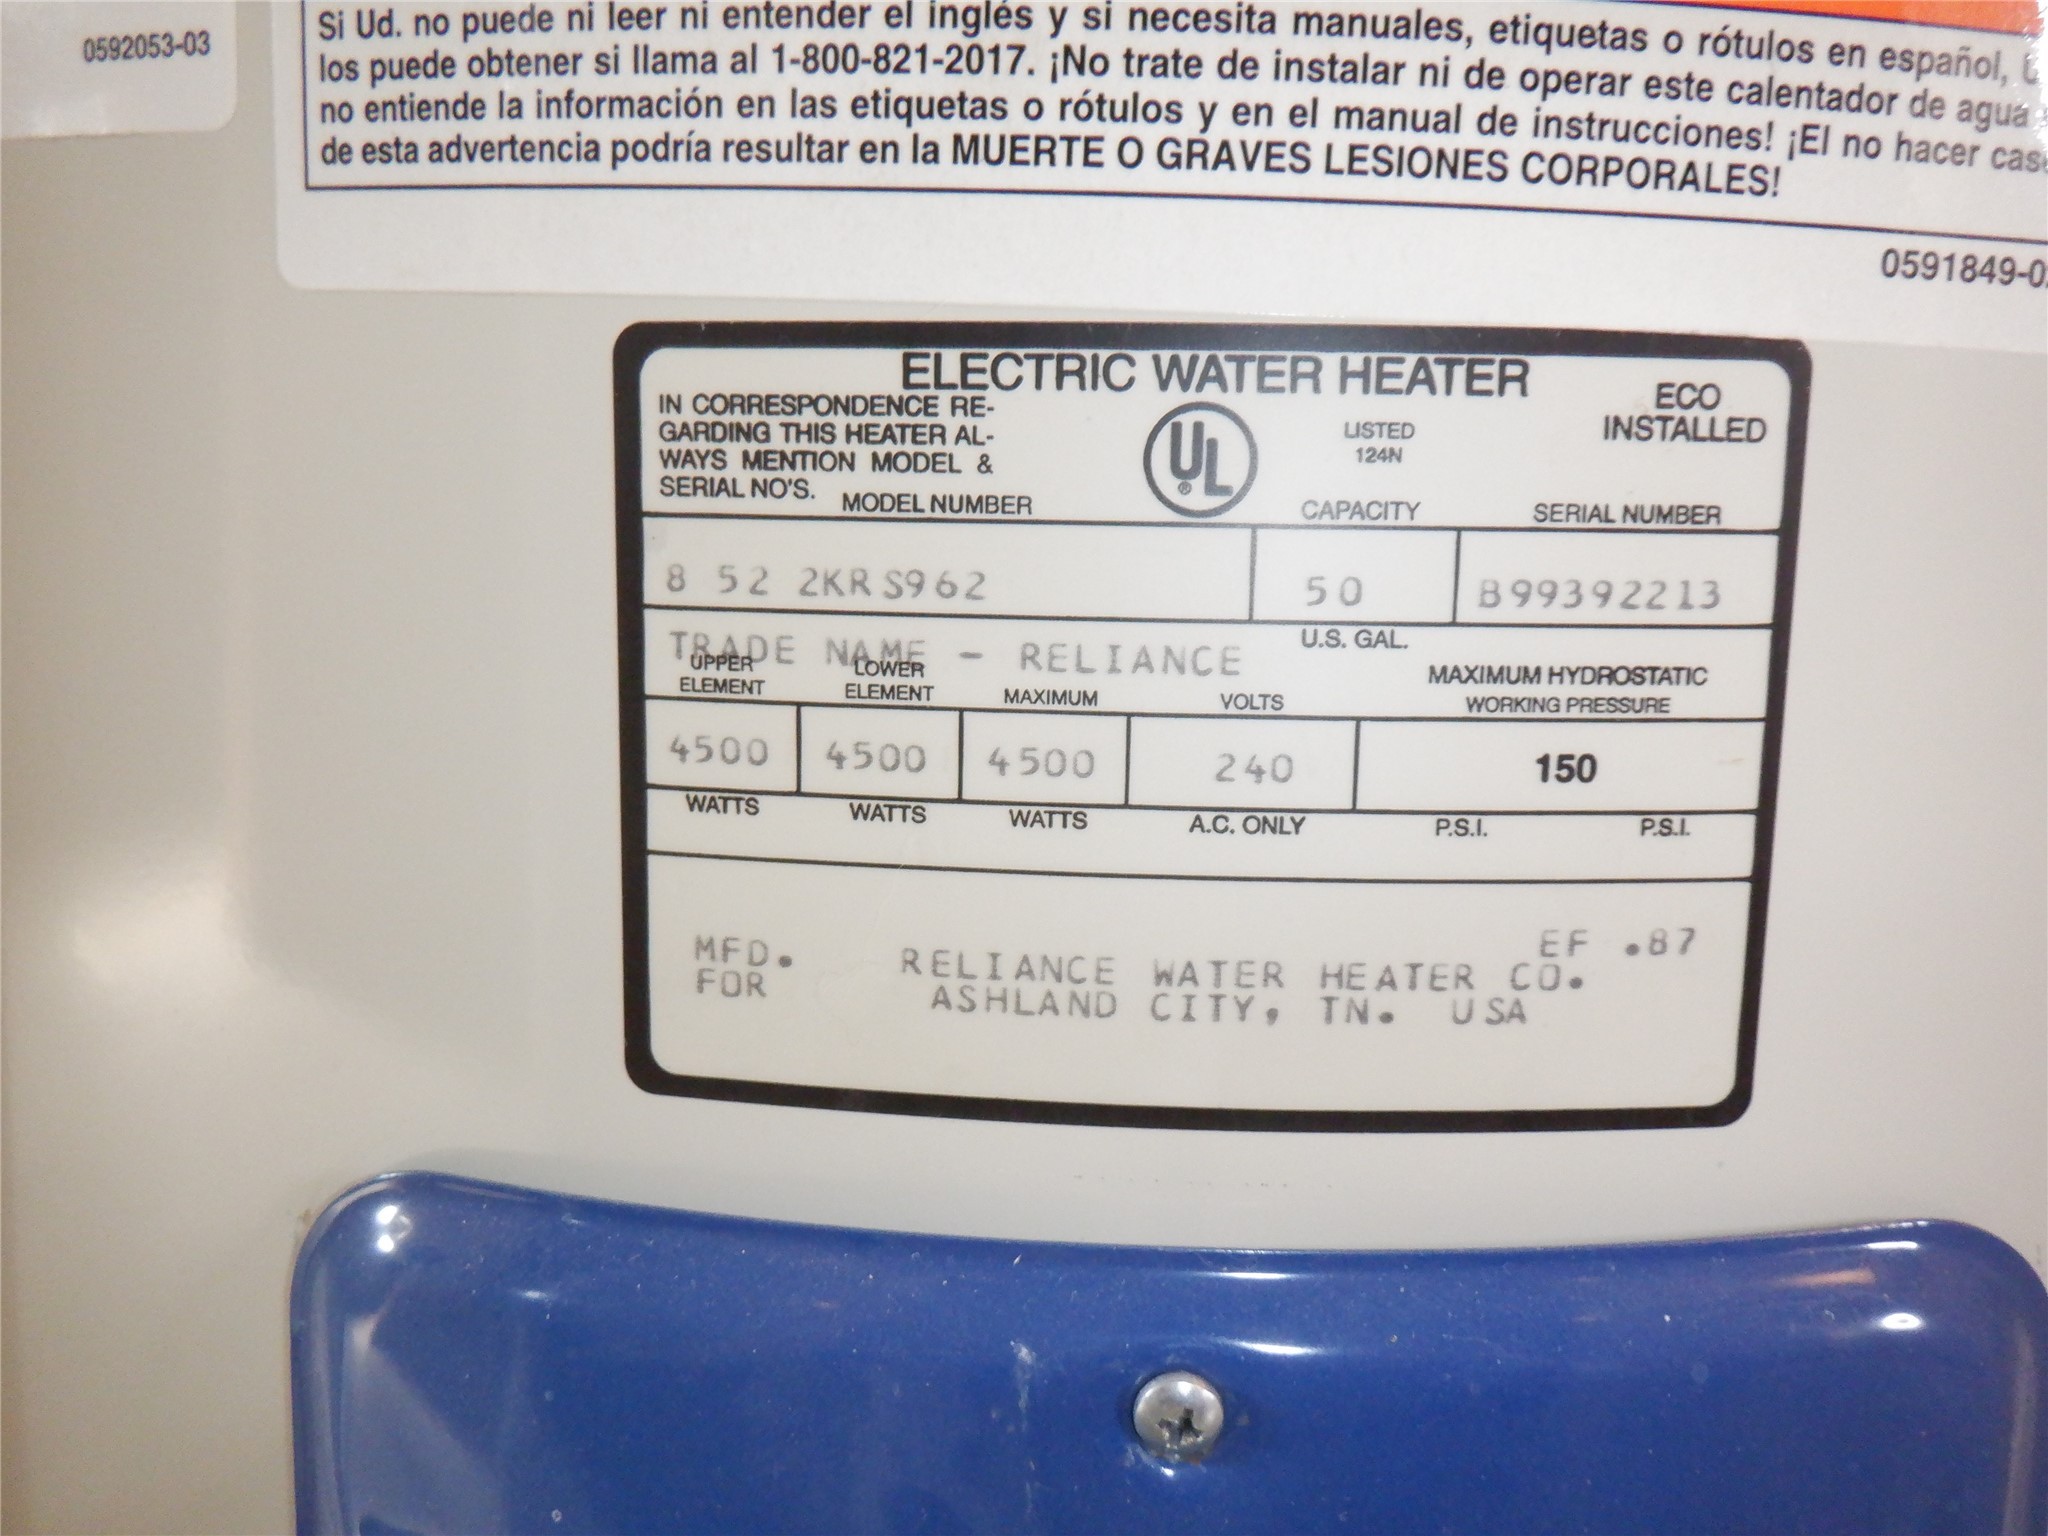 0592053-03
Si Ud. no puede ni leer ni entender el inglés y si necesita manuales, etiquetas o rótulos en español,
los puede obtener si llama al 1-800-821-2017. ¡No trate de instalar ni de operar este calentador de agua
no entiende la información en las etiquetas o rótulos y en el manual de instrucciones! ¡El no hacer
de esta advertencia podría resultar en la MUERTE O GRAVES LESIONES CORPORALES!
0591849-0
ELECTRIC WATER HEATER
IN CORRESPONDENCE RE-
GARDING THIS HEATER AL-
WAYS MENTION MODEL &
SERIAL NO'S.
UL
®
LISTED
124N
ECO
INSTALLED
MODEL NUMBER CAPACITY SERIAL NUMBER
8 52 2KRS962 50 B99392213
TRADE NAME - RELIANCE U.S. GAL.
UPPER ELEMENT
LOWER ELEMENT
MAXIMUM
VOLTS
MAXIMUM HYDROSTATIC
WORKING PRESSURE
4500 4500 4500 240 150
WATTS WATTS WATTS A.C. ONLY P.S.I. P.S.I.
EF .87
MFD. RELIANCE WATER HEATER CO.
FOR ASHLAND CITY, TN. USA